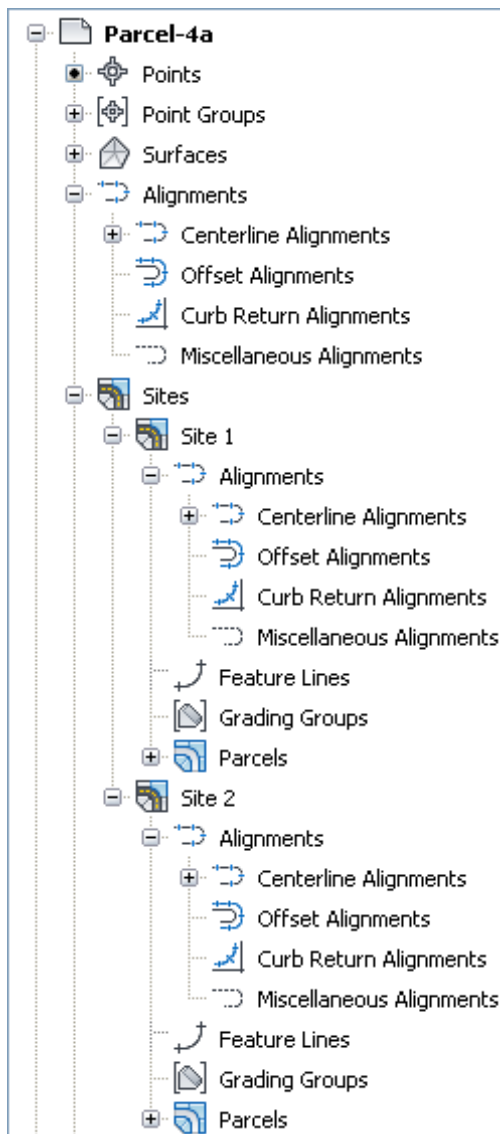 Parcel-4a
Points
Point Groups
Surfaces
Alignments
Centerline Alignments
Offset Alignments
Curb Return Alignments
Miscellaneous Alignments
Sites
Site 1
Alignments
Centerline Alignments
Offset Alignments
Curb Return Alignments
Miscellaneous Alignments
Feature Lines
Grading Groups
Parcels
Site 2
Alignments
Centerline Alignments
Offset Alignments
Curb Return Alignments
Miscellaneous Alignments
Feature Lines
Grading Groups
Parcels